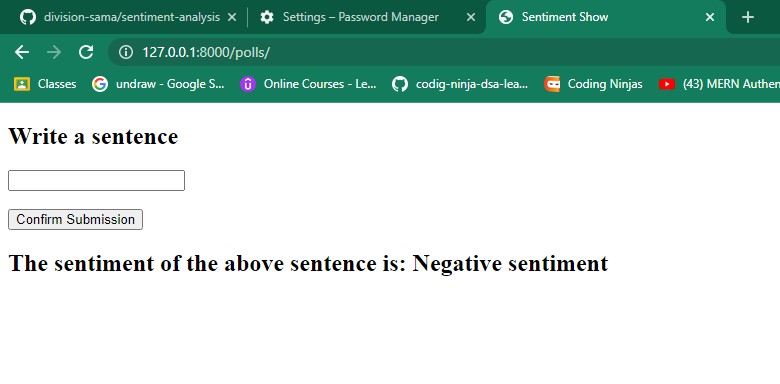 division-sama/sentiment-analysis
Settings – Password Manager
Sentiment Show
127.0.0.1:8000/polls/
Classes
undraw - Google S...
Online Courses - Le...
codig-ninja-dsa-lea...
Coding Ninjas
(43) MERN Authen
Write a sentence
Confirm Submission
The sentiment of the above sentence is: Negative sentiment